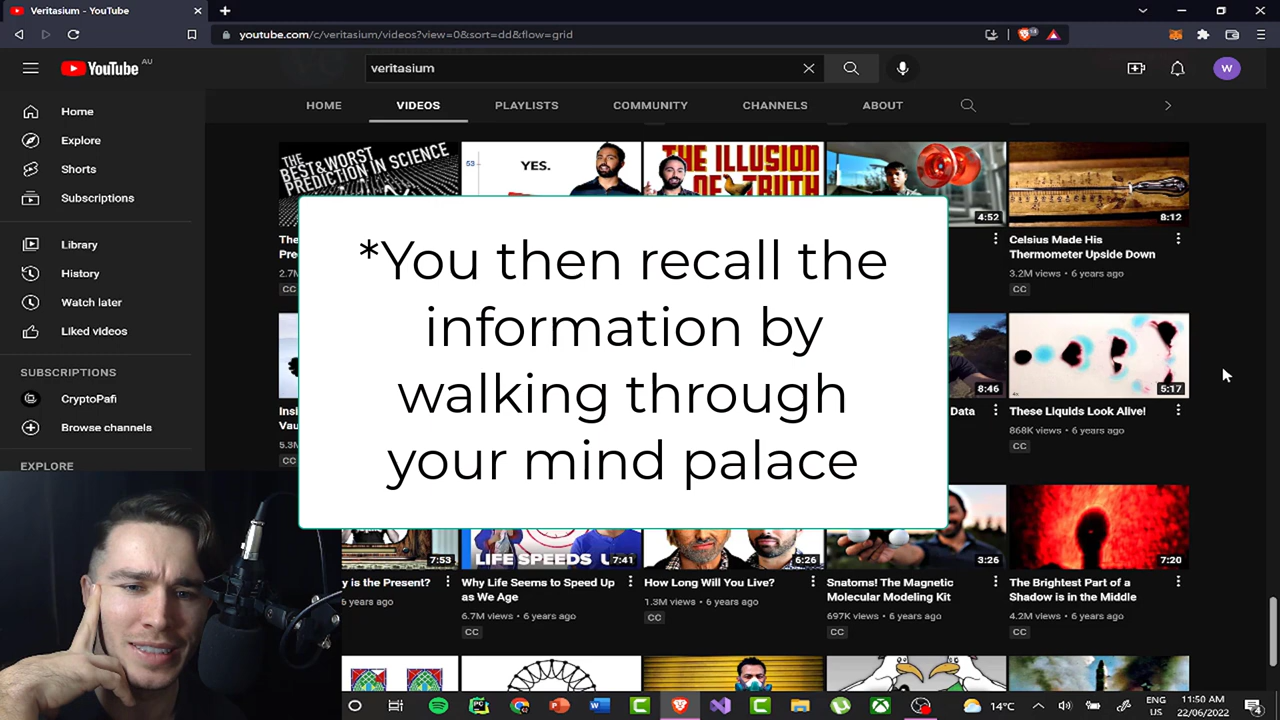 Veritasium - YouTube
youtube.com/c/veritasium/videos?view=0&sort=dd&flow=grid
YouTube AU
veritasium
W
HOME VIDEOS PLAYLISTS COMMUNITY CHANNELS ABOUT
Home
Explore
Shorts
Subscriptions
Library
History
Watch later
Liked videos
SUBSCRIPTIONS
CryptoPafi
Browse channels
EXPLORE
THE BEST & WORST
PREDICTION IN SCIENCE
53
YES.
THE ILLUSION
OF TRUTH
4:52
8:12
Celsius Made His
Thermometer Upside Down
3.2M views • 6 years ago
CC
*You then recall the
information by
walking through
your mind palace
8:46
5:17
Data
These Liquids Look Alive!
868K views • 6 years ago
CC
7:53
LIFE SPEEDS
7:41
6:26
3:26
7:20
y is the Present?
6 years ago
Why Life Seems to Speed Up
as We Age
6.7M views • 6 years ago
CC
How Long Will You Live?
1.3M views • 6 years ago
CC
Snatoms! The Magnetic
Molecular Modeling Kit
697K views • 6 years ago
CC
The Brightest Part of a
Shadow is in the Middle
4.2M views • 6 years ago
CC
14°C
ENG
US
11:50 AM
22/06/2022